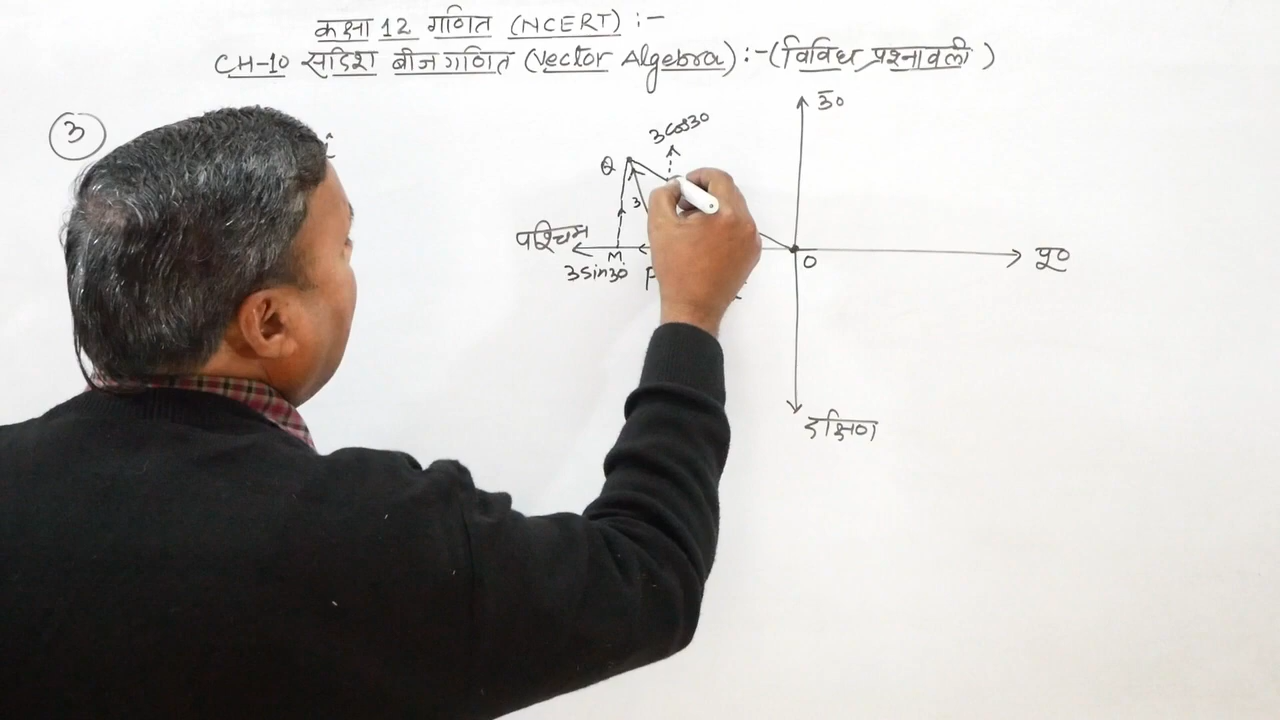 कक्षा 12 गणित (NCERT) :-
CH-10 सदिश बीजगणित (Vector Algebra) :- (विविध प्रश्नावली)
3
उ०
3cos30
Q
3
पश्चिम
M
O
पू०
3sin30
P
दक्षिण